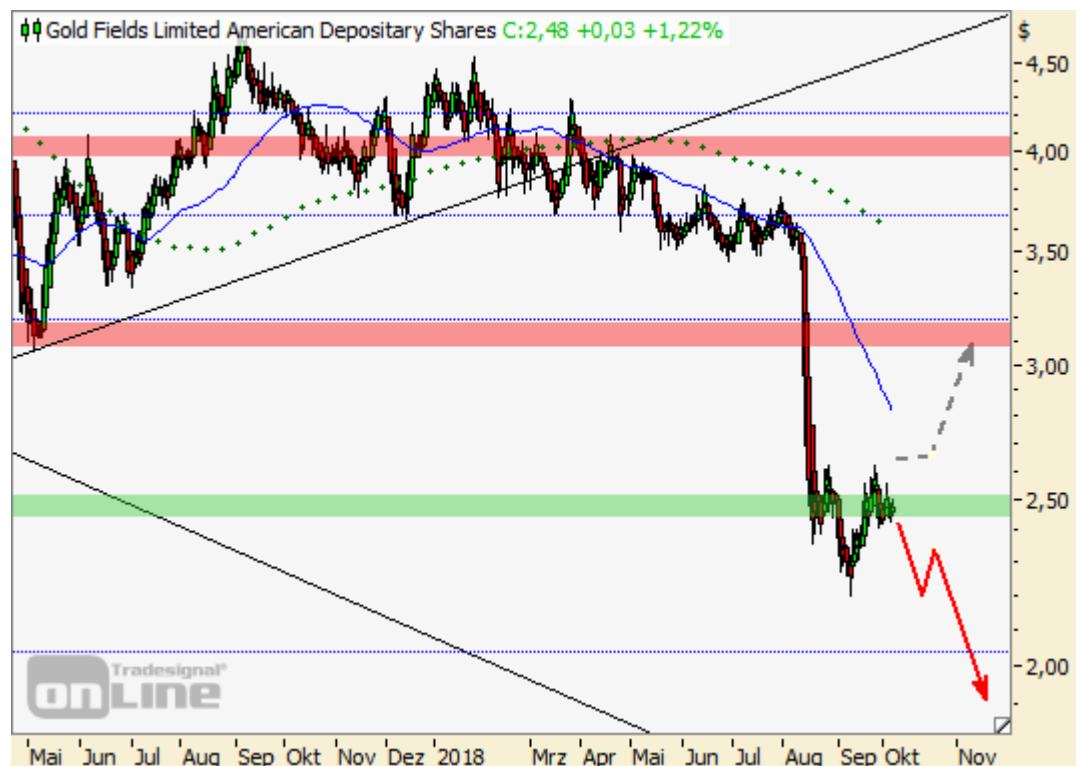 Gold Fields Limited American Depositary Shares C:2,48 +0,03 +1,22%
$
4,50
4,00
3,50
3,00
2,50
2,00
Tradesignal®
onLINE
Mai Jun Jul Aug Sep Okt Nov Dez 2018 Mrz Apr Mai Jun Jul Aug Sep Okt Nov